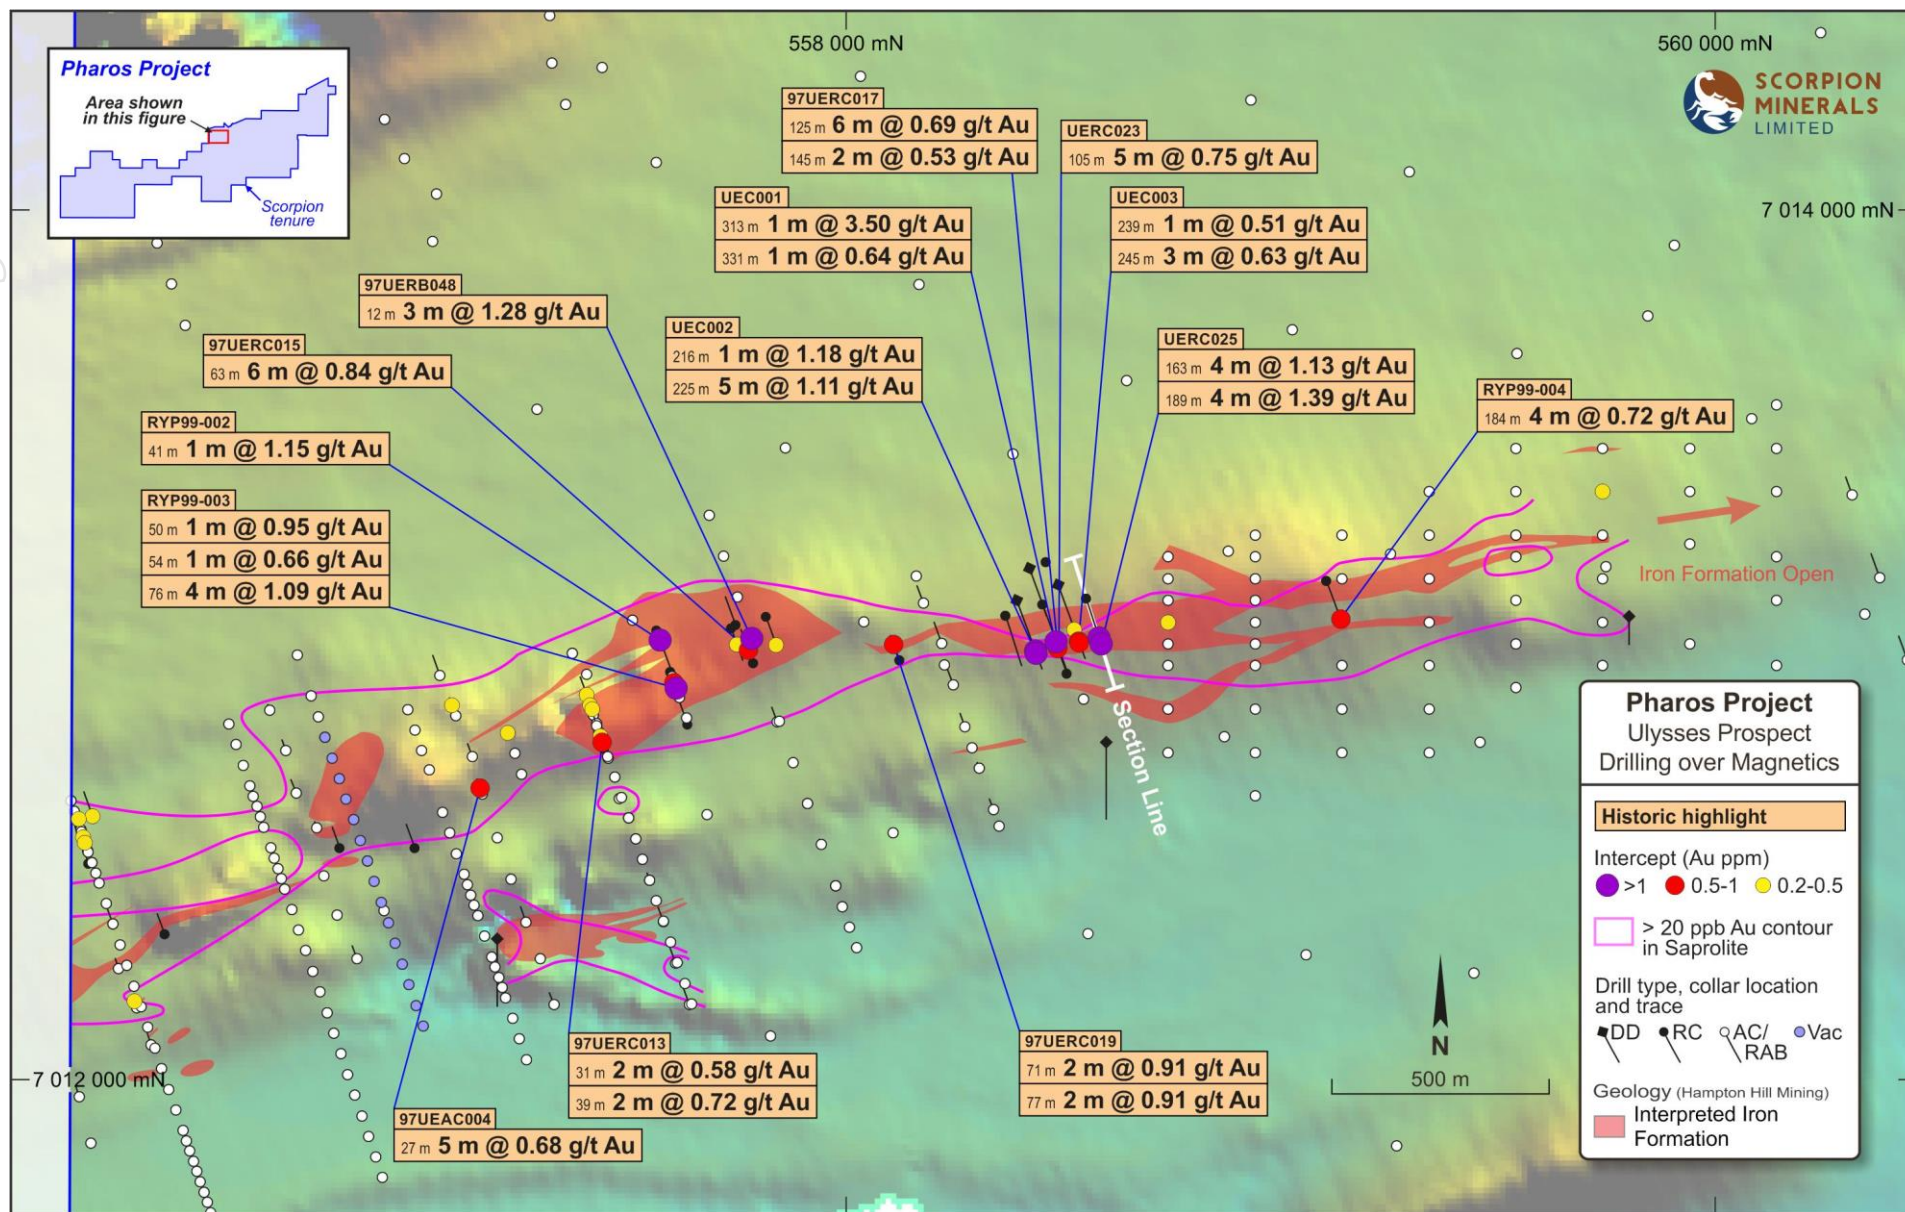 558 000 mN
560 000 mN
Pharos Project
Area shown
in this figure
Scorpion
tenure
SCORPION
MINERALS
LIMITED
7 014 000 mN
97UERC017
125 m 6 m @ 0.69 g/t Au
145 m 2 m @ 0.53 g/t Au
UERC023
105 m 5 m @ 0.75 g/t Au
UEC001
313 m 1 m @ 3.50 g/t Au
331 m 1 m @ 0.64 g/t Au
UEC003
239 m 1 m @ 0.51 g/t Au
245 m 3 m @ 0.63 g/t Au
97UERB048
12 m 3 m @ 1.28 g/t Au
97UERC015
63 m 6 m @ 0.84 g/t Au
UEC002
216 m 1 m @ 1.18 g/t Au
225 m 5 m @ 1.11 g/t Au
UERC025
163 m 4 m @ 1.13 g/t Au
189 m 4 m @ 1.39 g/t Au
RYP99-004
184 m 4 m @ 0.72 g/t Au
RYP99-002
41 m 1 m @ 1.15 g/t Au
RYP99-003
50 m 1 m @ 0.95 g/t Au
54 m 1 m @ 0.66 g/t Au
76 m 4 m @ 1.09 g/t Au
Iron Formation Open
Section Line
97UERC013
31 m 2 m @ 0.58 g/t Au
39 m 2 m @ 0.72 g/t Au
97UERC019
71 m 2 m @ 0.91 g/t Au
77 m 2 m @ 0.91 g/t Au
7 012 000 mN
97UEAC004
27 m 5 m @ 0.68 g/t Au
N
500 m
Pharos Project
Ulysses Prospect
Drilling over Magnetics
Historic highlight
Intercept (Au ppm)
>1 0.5-1 0.2-0.5
> 20 ppb Au contour
in Saprolite
Drill type, collar location
and trace
DD RC AC/ Vac
RAB
Geology (Hampton Hill Mining)
Interpreted Iron
Formation